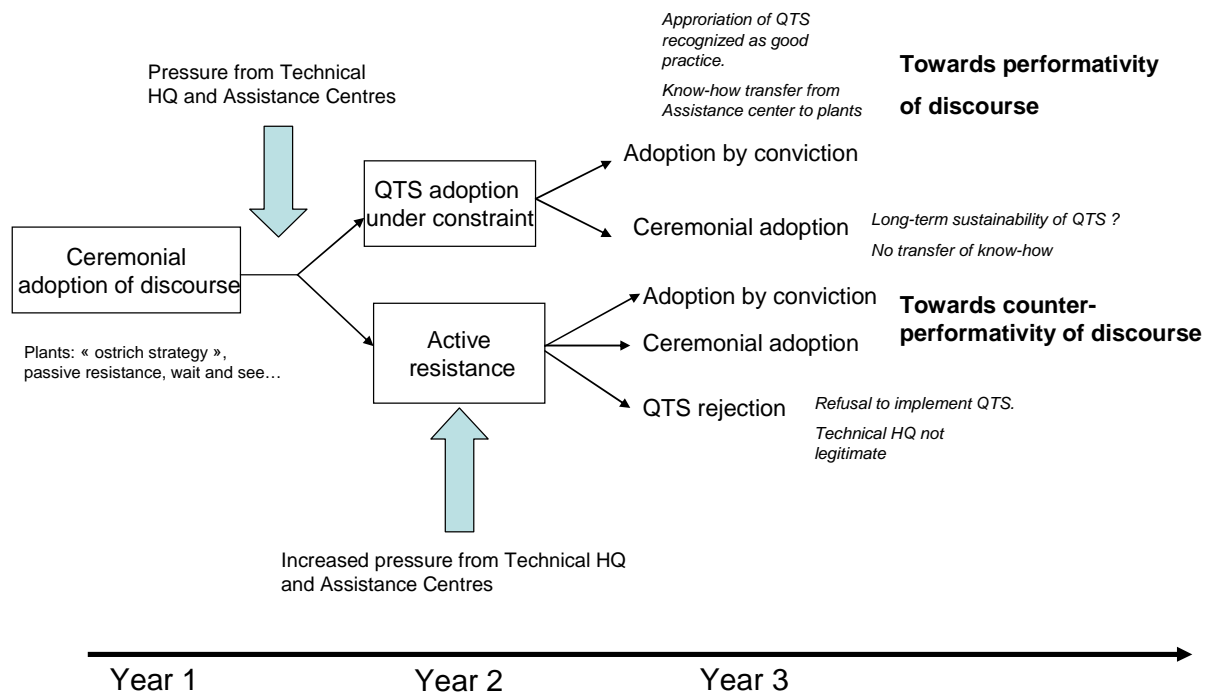 Approriation of QTS
recognized as good
practice.
Know-how transfer from
Assistance center to plants
Towards performativity
of discourse
Pressure from Technical
HQ and Assistance Centres
Adoption by conviction
QTS adoption
under constraint
Ceremonial adoption
Long-term sustainability of QTS ?
No transfer of know-how
Ceremonial
adoption of discourse
Adoption by conviction
Towards counter-
performativity of discourse
Plants: « ostrich strategy »,
passive resistance, wait and see…
Active
resistance
Ceremonial adoption
QTS rejection
Refusal to implement QTS.
Technical HQ not
legitimate
Increased pressure from Technical HQ
and Assistance Centres
Year 1
Year 2
Year 3